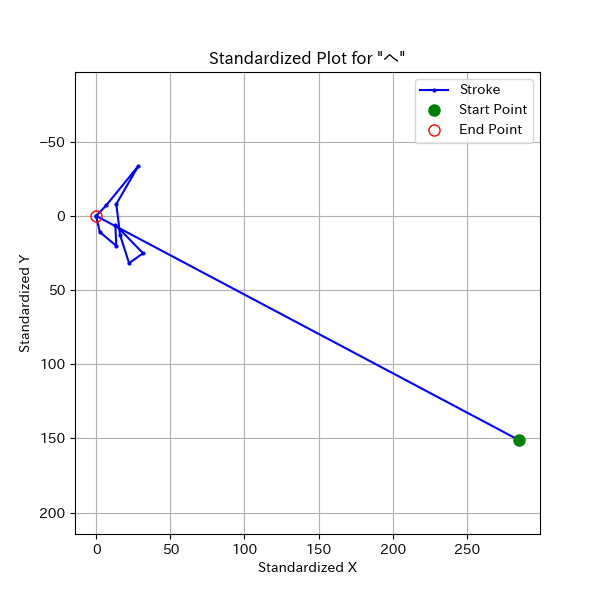 Standardized Plot for "へ"
Stroke
Start Point
End Point
−50
0
50
100
150
200
Standardized Y
0 50 100 150 200 250
Standardized X